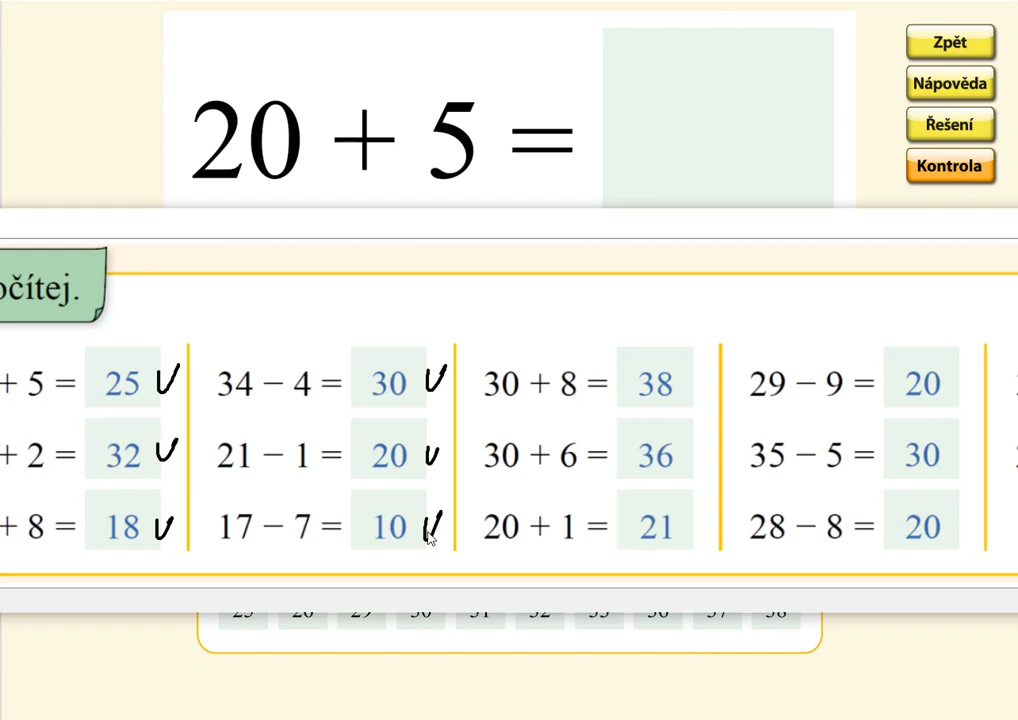 20 + 5 =
Zpět
Nápověda
Řešení
Kontrola
očítej.
+ 5 = 25 34 − 4 = 30 30 + 8 = 38 29 − 9 = 20
+ 2 = 32 21 − 1 = 20 30 + 6 = 36 35 − 5 = 30
+ 8 = 18 17 − 7 = 10 20 + 1 = 21 28 − 8 = 20